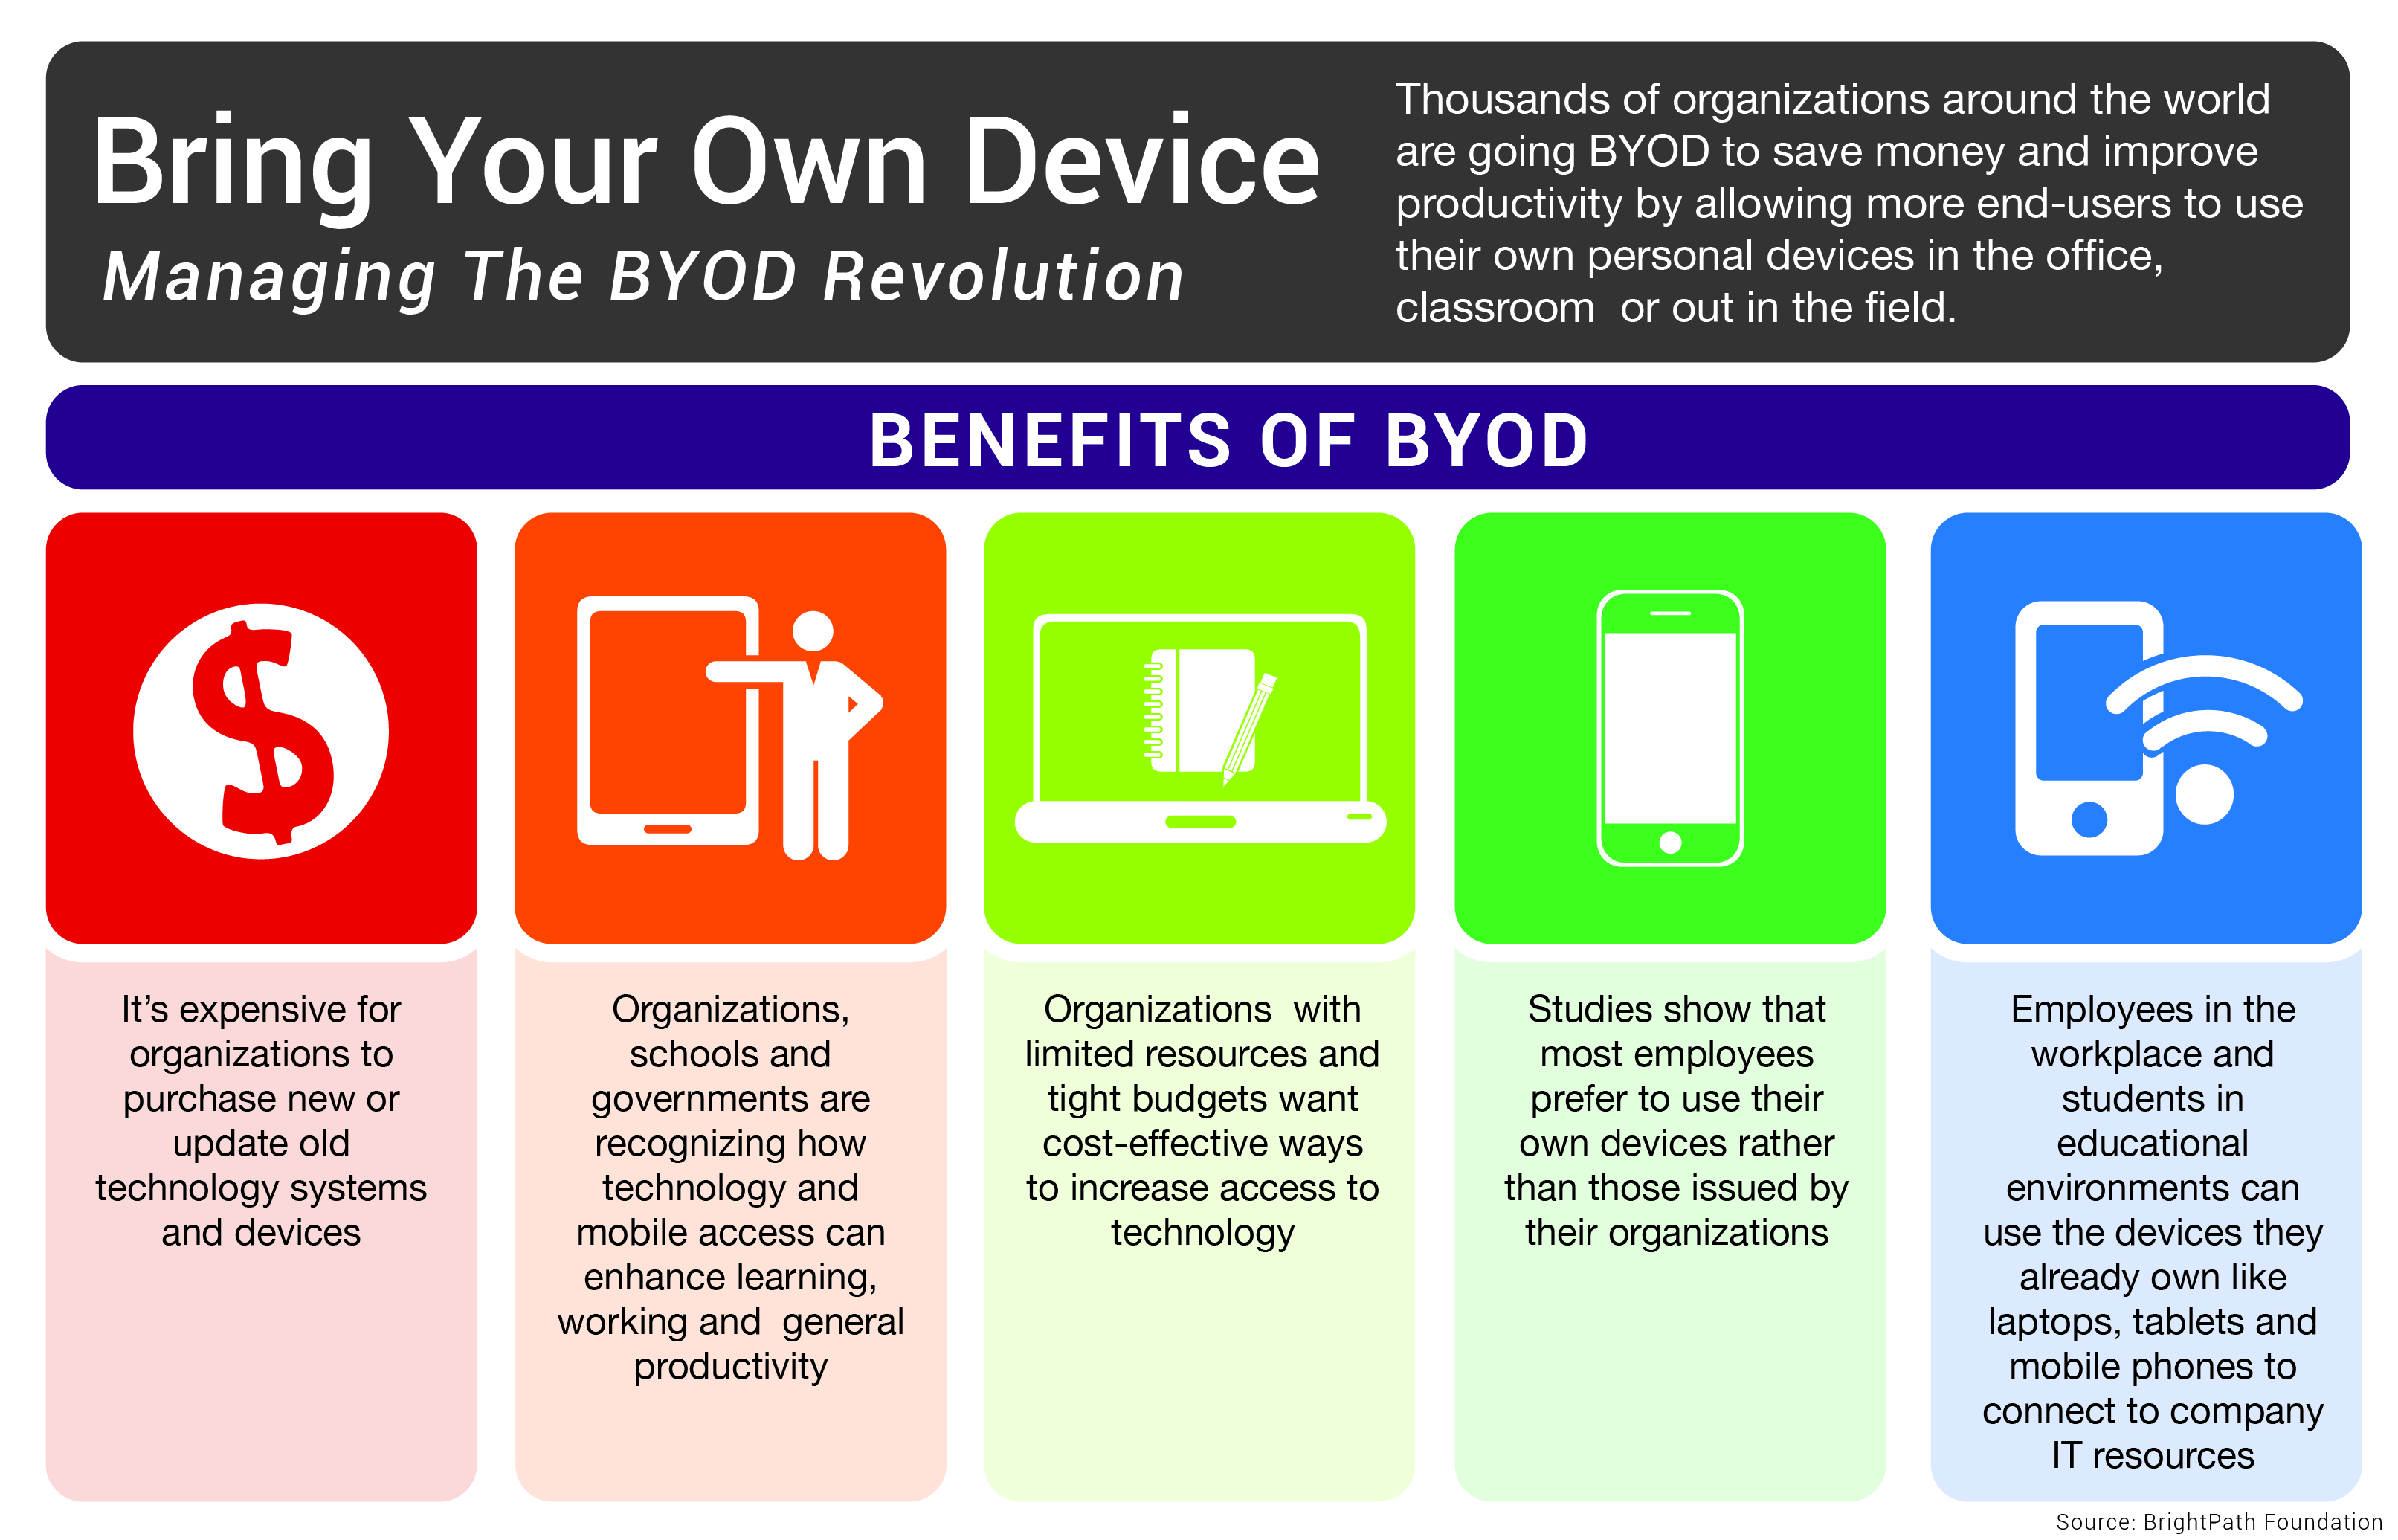 Bring Your Own Device
Managing The BYOD Revolution
Thousands of organizations around the world
are going BYOD to save money and improve
productivity by allowing more end-users to use
their own personal devices in the office,
classroom  or out in the field.
BENEFITS OF BYOD
It’s expensive for
organizations to
purchase new or
update old
technology systems
and devices
Organizations,
schools and
governments are
recognizing how
technology and
mobile access can
enhance learning,
working and  general
productivity
Organizations  with
limited resources and
tight budgets want
cost-effective ways
to increase access to
technology
Studies show that
most employees
prefer to use their
own devices rather
than those issued by
their organizations
Employees in the
workplace and
students in
educational
environments can
use the devices they
already own like
laptops, tablets and
mobile phones to
connect to company
IT resources
Source: BrightPath Foundation